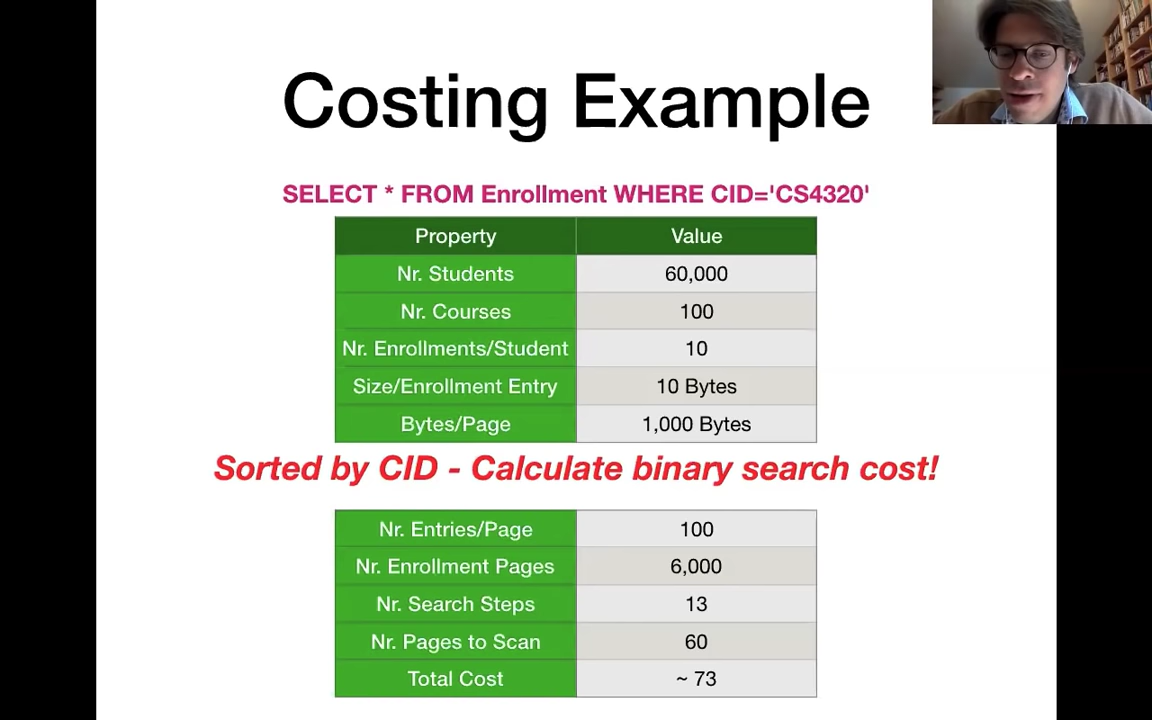 Costing Example
SELECT * FROM Enrollment WHERE CID='CS4320'
Property Value
Nr. Students 60,000
Nr. Courses 100
Nr. Enrollments/Student 10
Size/Enrollment Entry 10 Bytes
Bytes/Page 1,000 Bytes
Sorted by CID - Calculate binary search cost!
Nr. Entries/Page 100
Nr. Enrollment Pages 6,000
Nr. Search Steps 13
Nr. Pages to Scan 60
Total Cost ~ 73